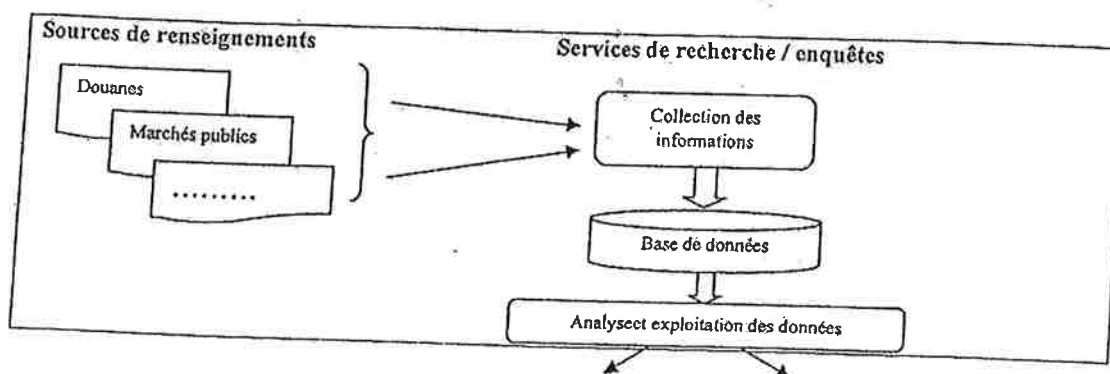 Sources de renseignements
Services de recherche / enquêtes
Douanes
Marchés publics
.........
Collection des
informations
Base de données
Analysect exploitation des données